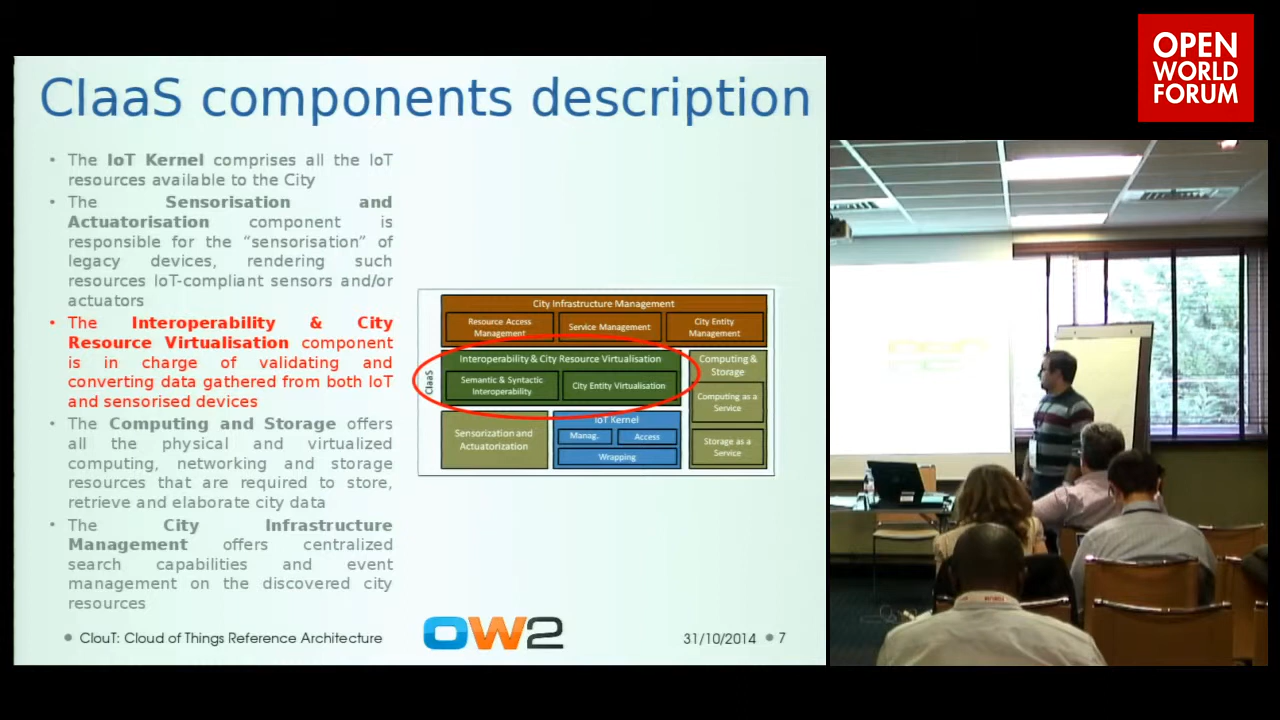 OPEN
WORLD
FORUM
CIaaS components description
• The IoT Kernel comprises all the IoT
resources available to the City
• The Sensorisation and
Actuatorisation component is
responsible for the “sensorisation” of
legacy devices, rendering such
resources IoT-compliant sensors and/or
actuators
• The Interoperability & City
Resource Virtualisation component
is in charge of validating and
converting data gathered from both IoT
and sensorised devices
• The Computing and Storage offers
all the physical and virtualized
computing, networking and storage
resources that are required to store,
retrieve and elaborate city data
• The City Infrastructure
Management offers centralized
search capabilities and event
management on the discovered city
resources
CIaaS
City Infrastructure Management
Resource Access
Management
Service Management
City Entity
Management
Interoperability & City Resource Virtualisation
Semantic & Syntactic
Interoperability
City Entity Virtualisation
Computing &
Storage
Computing as a
Service
Storage as a
Service
Sensorization and
Actuatorization
IoT Kernel
Manag.
Access
Wrapping
• ClouT: Cloud of Things Reference Architecture
OW2
31/10/2014 • 7